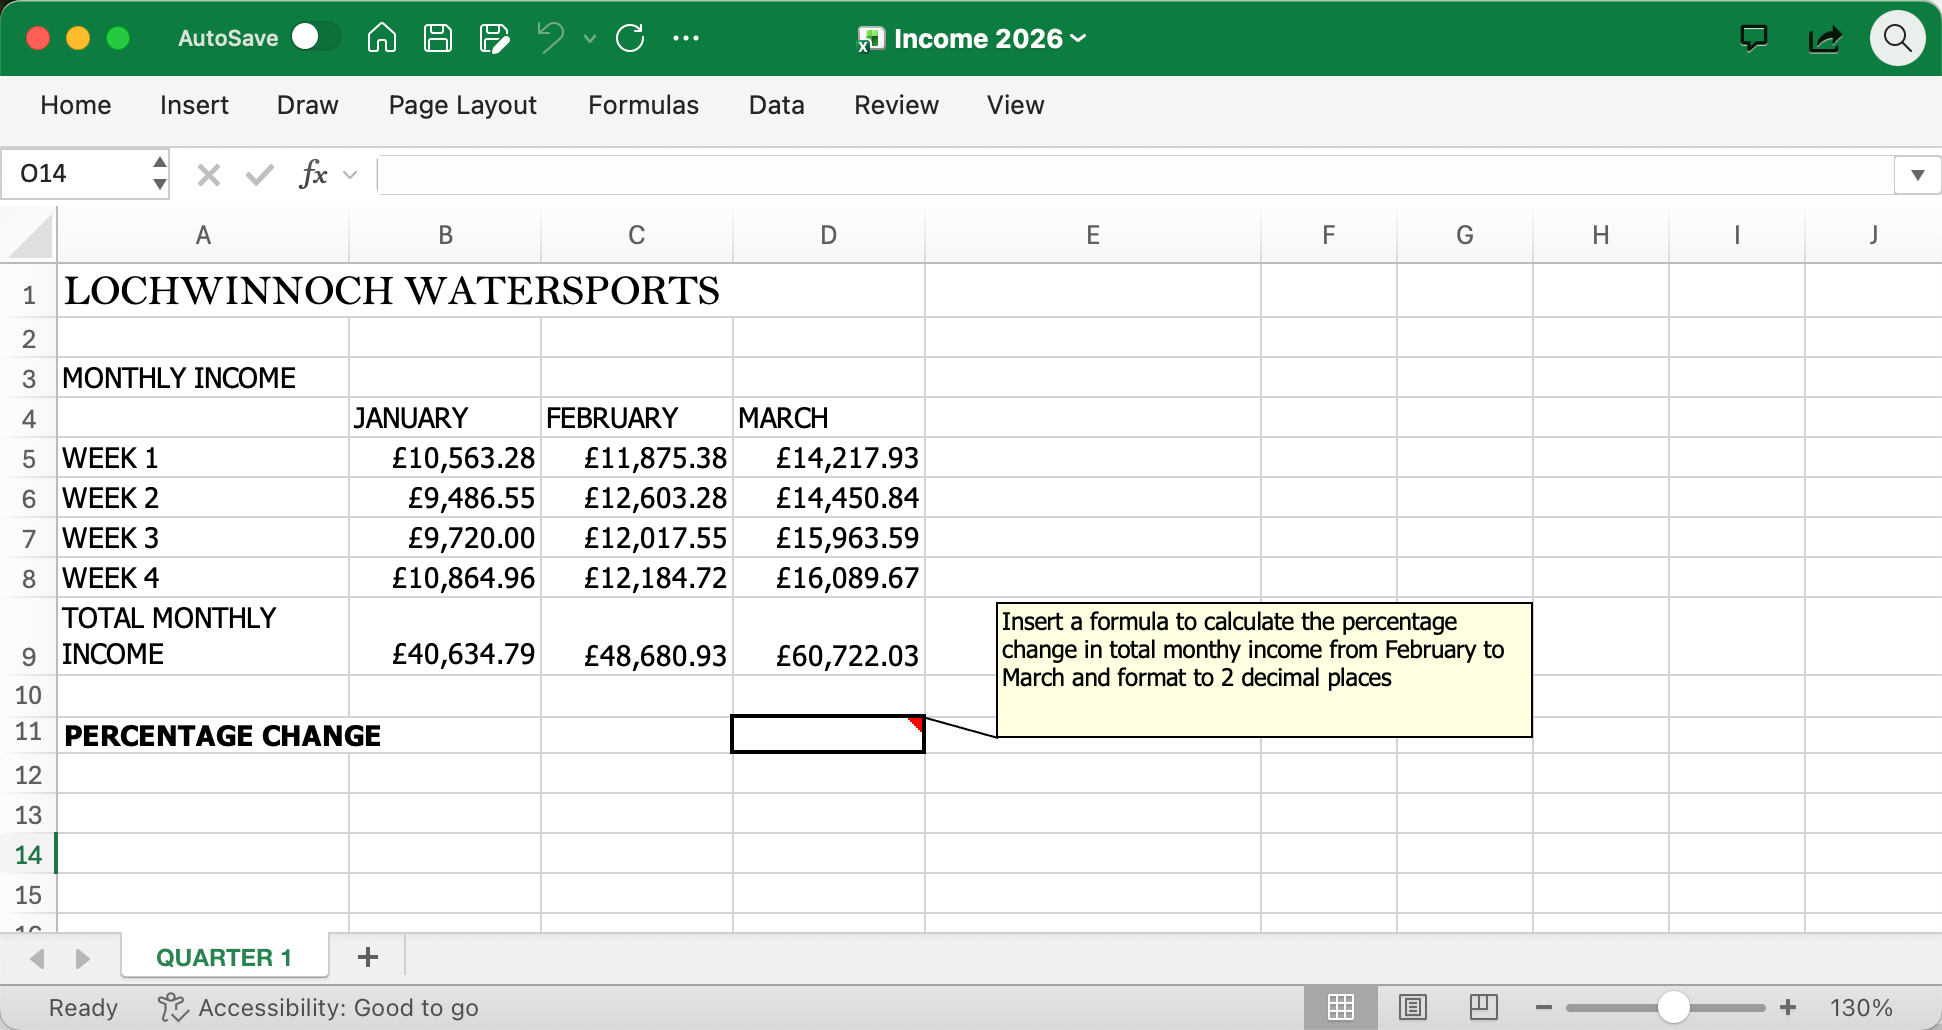 AutoSave
Income 2026
Home Insert Draw Page Layout Formulas Data Review View
O14 fx
A B C D E F G H I J
1 LOCHWINNOCH WATERSPORTS
2
3 MONTHLY INCOME
4 JANUARY FEBRUARY MARCH
5 WEEK 1 £10,563.28 £11,875.38 £14,217.93
6 WEEK 2 £9,486.55 £12,603.28 £14,450.84
7 WEEK 3 £9,720.00 £12,017.55 £15,963.59
8 WEEK 4 £10,864.96 £12,184.72 £16,089.67
TOTAL MONTHLY
9 INCOME £40,634.79 £48,680.93 £60,722.03
Insert a formula to calculate the percentage
change in total monthy income from February to
March and format to 2 decimal places
10
11 PERCENTAGE CHANGE
12
13
14
15
16
QUARTER 1 +
Ready Accessibility: Good to go 130%